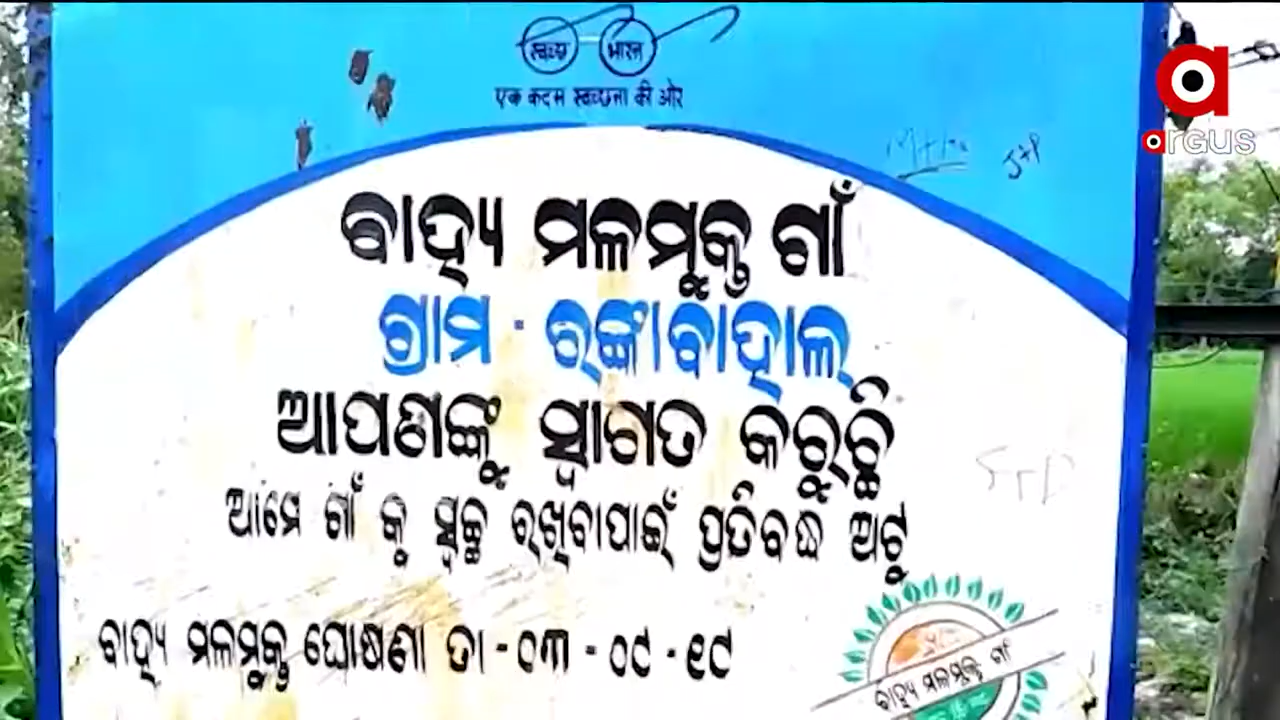 स्वच्छ भारत
एक कदम स्वच्छता की ओर
argus
ବାହ୍ୟ ମଳମୁକ୍ତ ଗାଁ
ଗ୍ରାମ - ରଙ୍କାବାହାଲ
ଆପଣଙ୍କୁ ସ୍ୱାଗତ କରୁଛି
ଆମେ ଗାଁ କୁ ସ୍ୱଚ୍ଛ ରଖିବାପାଇଁ ପ୍ରତିବଦ୍ଧ ଅଟୁ
ବାହ୍ୟ ମଳମୁକ୍ତ ଘୋଷଣା ତା -୦୩ - ୦୯ -୧୯
ବାହ୍ୟ ମଳମୁକ୍ତ ଗାଁ